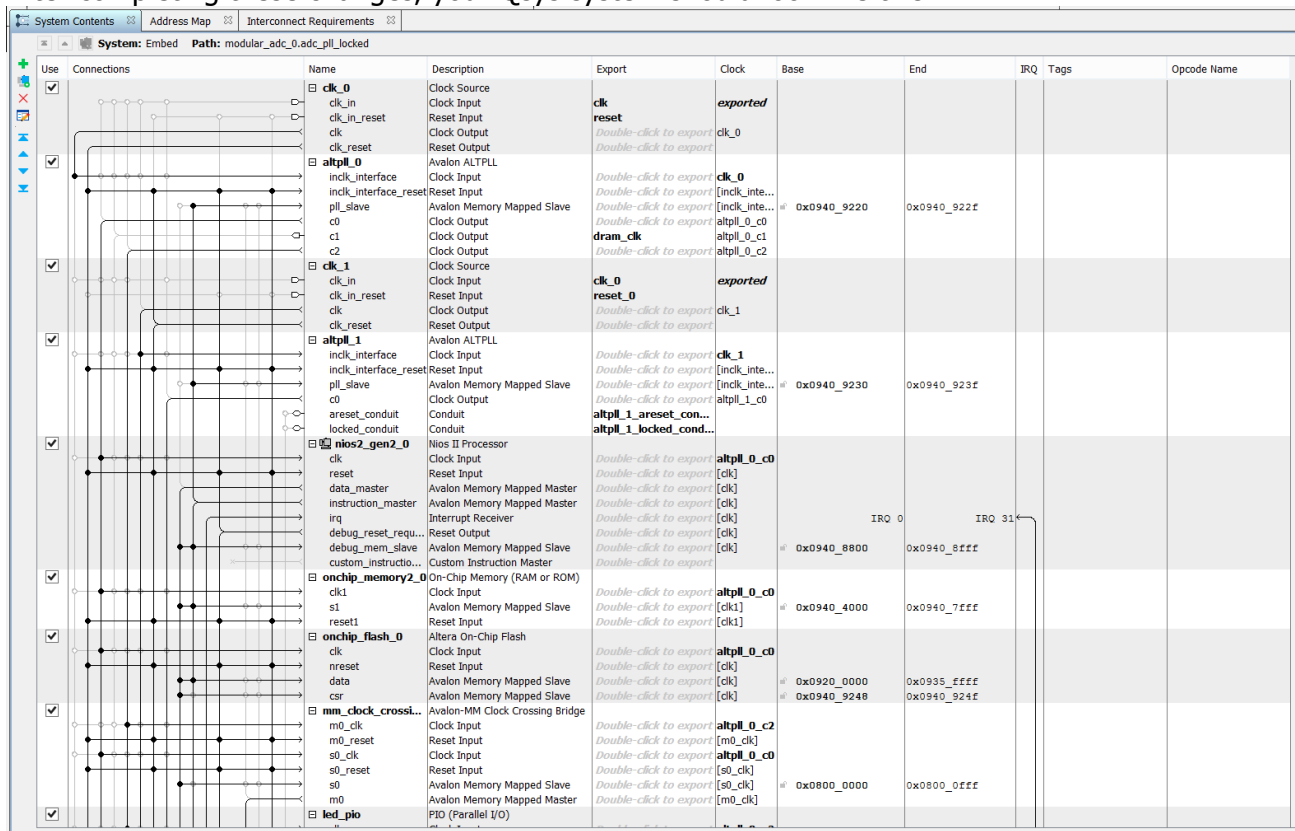 System Contents Address Map Interconnect Requirements
System: Embed Path: modular_adc_0.adc_pll_locked
Use Connections Name Description Export Clock Base End IRQ Tags Opcode Name
clk_0 Clock Source
clk_in Clock Input clk exported
clk_in_reset Reset Input reset
clk Clock Output Double-click to export clk_0
clk_reset Reset Output Double-click to export
altpll_0 Avalon ALTPLL
inclk_interface Clock Input Double-click to export clk_0
inclk_interface_reset Reset Input Double-click to export [inclk_inte...
pll_slave Avalon Memory Mapped Slave Double-click to export [inclk_inte... 0x0940_9220 0x0940_922f
c0 Clock Output Double-click to export altpll_0_c0
c1 Clock Output dram_clk altpll_0_c1
c2 Clock Output Double-click to export altpll_0_c2
clk_1 Clock Source
clk_in Clock Input clk_0 exported
clk_in_reset Reset Input reset_0
clk Clock Output Double-click to export clk_1
clk_reset Reset Output Double-click to export
altpll_1 Avalon ALTPLL
inclk_interface Clock Input Double-click to export clk_1
inclk_interface_reset Reset Input Double-click to export [inclk_inte...
pll_slave Avalon Memory Mapped Slave Double-click to export [inclk_inte... 0x0940_9230 0x0940_923f
c0 Clock Output Double-click to export altpll_1_c0
areset_conduit Conduit altpll_1_areset_con...
locked_conduit Conduit altpll_1_locked_cond...
nios2_gen2_0 Nios II Processor
clk Clock Input Double-click to export altpll_0_c0
reset Reset Input Double-click to export [clk]
data_master Avalon Memory Mapped Master Double-click to export [clk]
instruction_master Avalon Memory Mapped Master Double-click to export [clk]
irq Interrupt Receiver Double-click to export [clk] IRQ 0 IRQ 31
debug_reset_requ... Reset Output Double-click to export [clk]
debug_mem_slave Avalon Memory Mapped Slave Double-click to export [clk] 0x0940_8800 0x0940_8fff
custom_instructio... Custom Instruction Master Double-click to export
onchip_memory2_0 On-Chip Memory (RAM or ROM)
clk1 Clock Input Double-click to export altpll_0_c0
s1 Avalon Memory Mapped Slave Double-click to export [clk1] 0x0940_4000 0x0940_7fff
reset1 Reset Input Double-click to export [clk1]
onchip_flash_0 Altera On-Chip Flash
clk Clock Input Double-click to export altpll_0_c0
nreset Reset Input Double-click to export [clk]
data Avalon Memory Mapped Slave Double-click to export [clk] 0x0920_0000 0x0935_ffff
csr Avalon Memory Mapped Slave Double-click to export [clk] 0x0940_9248 0x0940_924f
mm_clock_crossi... Avalon-MM Clock Crossing Bridge
m0_clk Clock Input Double-click to export altpll_0_c2
m0_reset Reset Input Double-click to export [m0_clk]
s0_clk Clock Input Double-click to export altpll_0_c0
s0_reset Reset Input Double-click to export [s0_clk]
s0 Avalon Memory Mapped Slave Double-click to export [s0_clk] 0x0800_0000 0x0800_0fff
m0 Avalon Memory Mapped Master Double-click to export [m0_clk]
led_pio PIO (Parallel I/O)